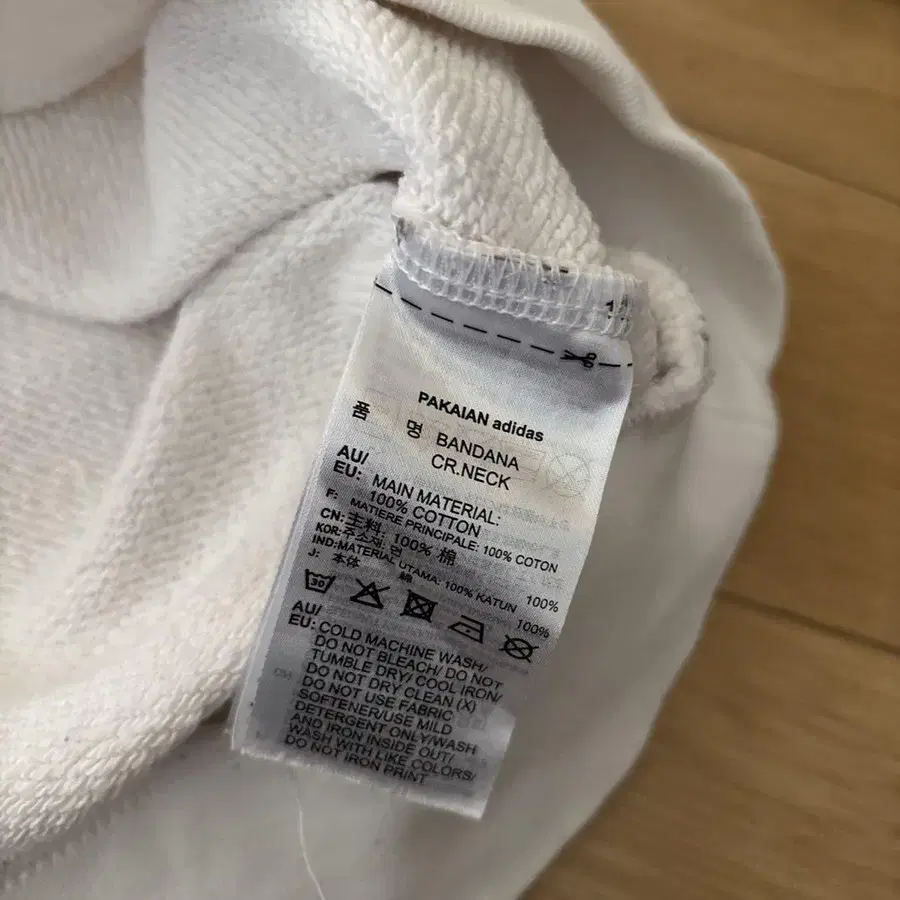 PAKAIAN adidas
품 명 BANDANA
CR.NECK
AU/
EU: MAIN MATERIAL:
100% COTTON
F: MATIÈRE PRINCIPALE: 100% COTON
CN: 主料, 100% 棉
KOR: 주소재, 면 100%
IND: MATERIAL UTAMA: 100% KATUN
J: 本体 綿 100%
30
AU/
EU: COLD MACHINE WASH/
DO NOT BLEACH/ DO NOT
TUMBLE DRY/ COOL IRON/
DO NOT DRY CLEAN (X)
DO NOT USE FABRIC
SOFTENER/USE MILD
DETERGENT ONLY/WASH
AND IRON INSIDE OUT/
WASH WITH LIKE COLORS/
DO NOT IRON PRINT